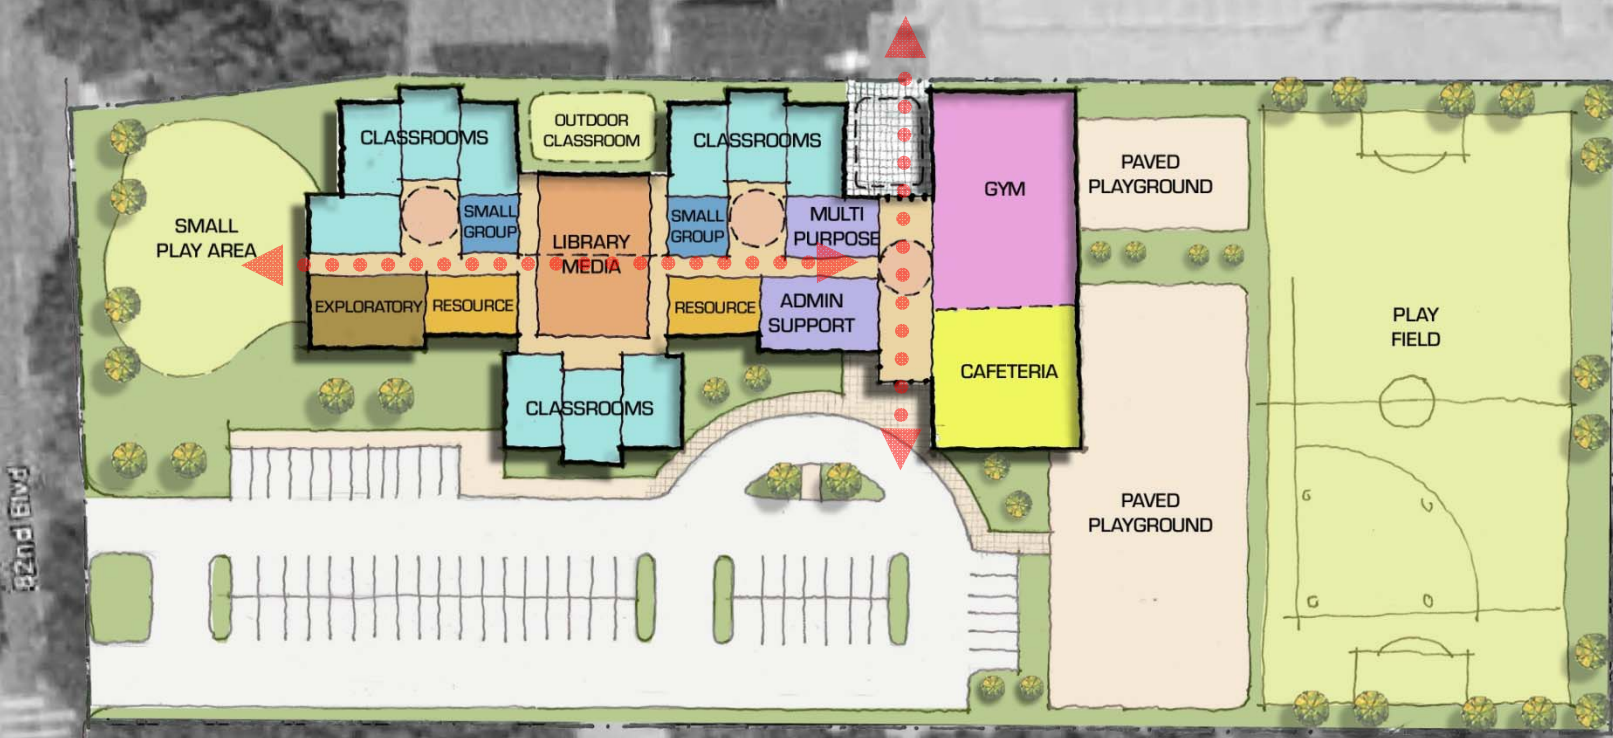 CLASSROOMS
OUTDOOR
CLASSROOM
CLASSROOMS
GYM
PAVED
PLAYGROUND
SMALL
PLAY AREA
SMALL
GROUP
LIBRARY
MEDIA
SMALL
GROUP
MULTI
PURPOSE
EXPLORATORY
RESOURCE
RESOURCE
ADMIN
SUPPORT
PLAY
FIELD
CAFETERIA
CLASSROOMS
PAVED
PLAYGROUND
82nd Blvd